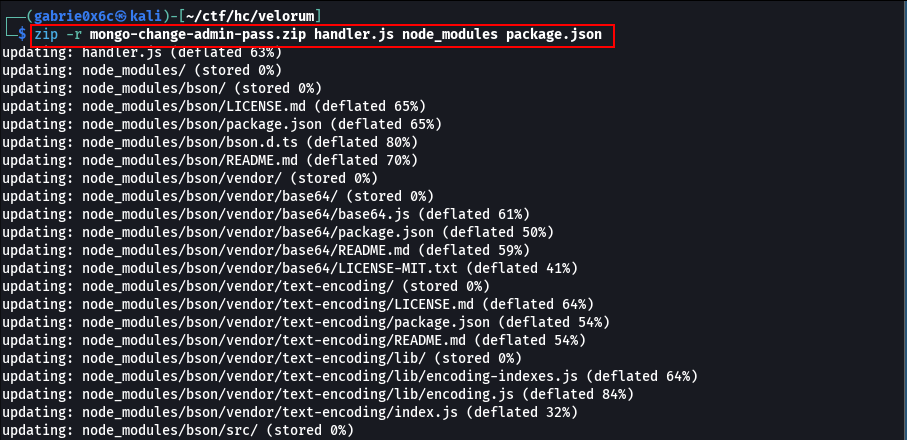 (gabrie0x6c㉿kali)-[~/ctf/hc/velorum]
$ zip -r mongo-change-admin-pass.zip handler.js node_modules package.json
updating: handler.js (deflated 63%)
updating: node_modules/ (stored 0%)
updating: node_modules/bson/ (stored 0%)
updating: node_modules/bson/LICENSE.md (deflated 65%)
updating: node_modules/bson/package.json (deflated 65%)
updating: node_modules/bson/bson.d.ts (deflated 80%)
updating: node_modules/bson/README.md (deflated 70%)
updating: node_modules/bson/vendor/ (stored 0%)
updating: node_modules/bson/vendor/base64/ (stored 0%)
updating: node_modules/bson/vendor/base64/base64.js (deflated 61%)
updating: node_modules/bson/vendor/base64/package.json (deflated 50%)
updating: node_modules/bson/vendor/base64/README.md (deflated 59%)
updating: node_modules/bson/vendor/base64/LICENSE-MIT.txt (deflated 41%)
updating: node_modules/bson/vendor/text-encoding/ (stored 0%)
updating: node_modules/bson/vendor/text-encoding/LICENSE.md (deflated 64%)
updating: node_modules/bson/vendor/text-encoding/package.json (deflated 54%)
updating: node_modules/bson/vendor/text-encoding/README.md (deflated 54%)
updating: node_modules/bson/vendor/text-encoding/lib/ (stored 0%)
updating: node_modules/bson/vendor/text-encoding/lib/encoding-indexes.js (deflated 64%)
updating: node_modules/bson/vendor/text-encoding/lib/encoding.js (deflated 84%)
updating: node_modules/bson/vendor/text-encoding/index.js (deflated 32%)
updating: node_modules/bson/src/ (stored 0%)